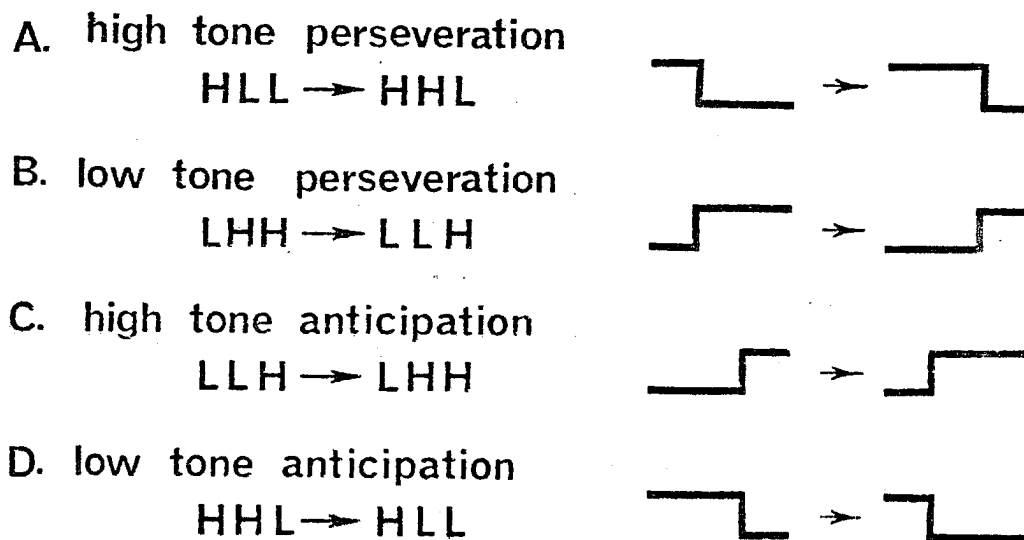 A. high tone perseveration
HLL → HHL
B. low tone perseveration
LHH → LLH
C. high tone anticipation
LLH → LHH
D. low tone anticipation
HHL → HLL